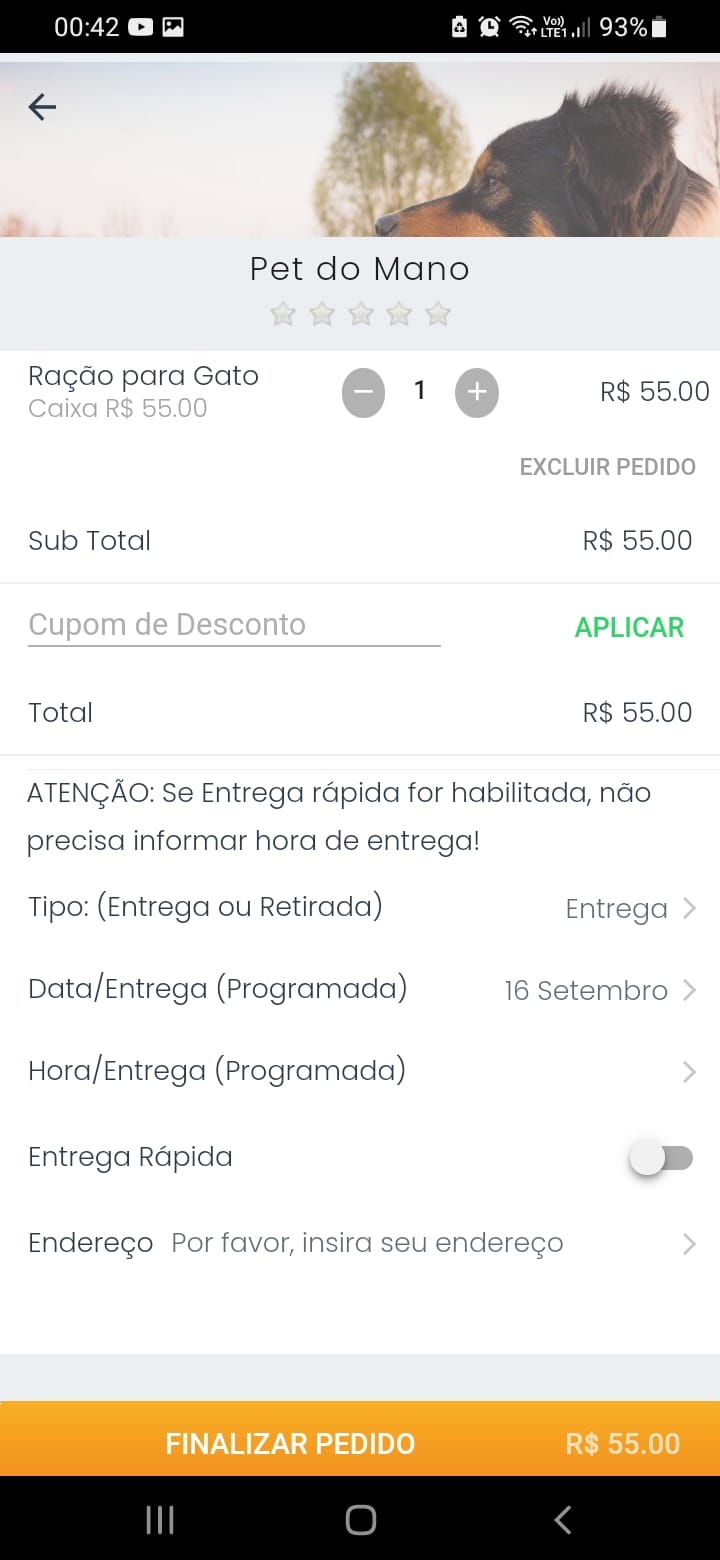 00:42
Vo)) LTE1 93%
Pet do Mano
Ração para Gato 1 R$ 55.00
Caixa R$ 55.00
EXCLUIR PEDIDO
Sub Total R$ 55.00
Cupom de Desconto APLICAR
Total R$ 55.00
ATENÇÃO: Se Entrega rápida for habilitada, não
precisa informar hora de entrega!
Tipo: (Entrega ou Retirada) Entrega
Data/Entrega (Programada) 16 Setembro
Hora/Entrega (Programada)
Entrega Rápida
Endereço Por favor, insira seu endereço
FINALIZAR PEDIDO R$ 55.00